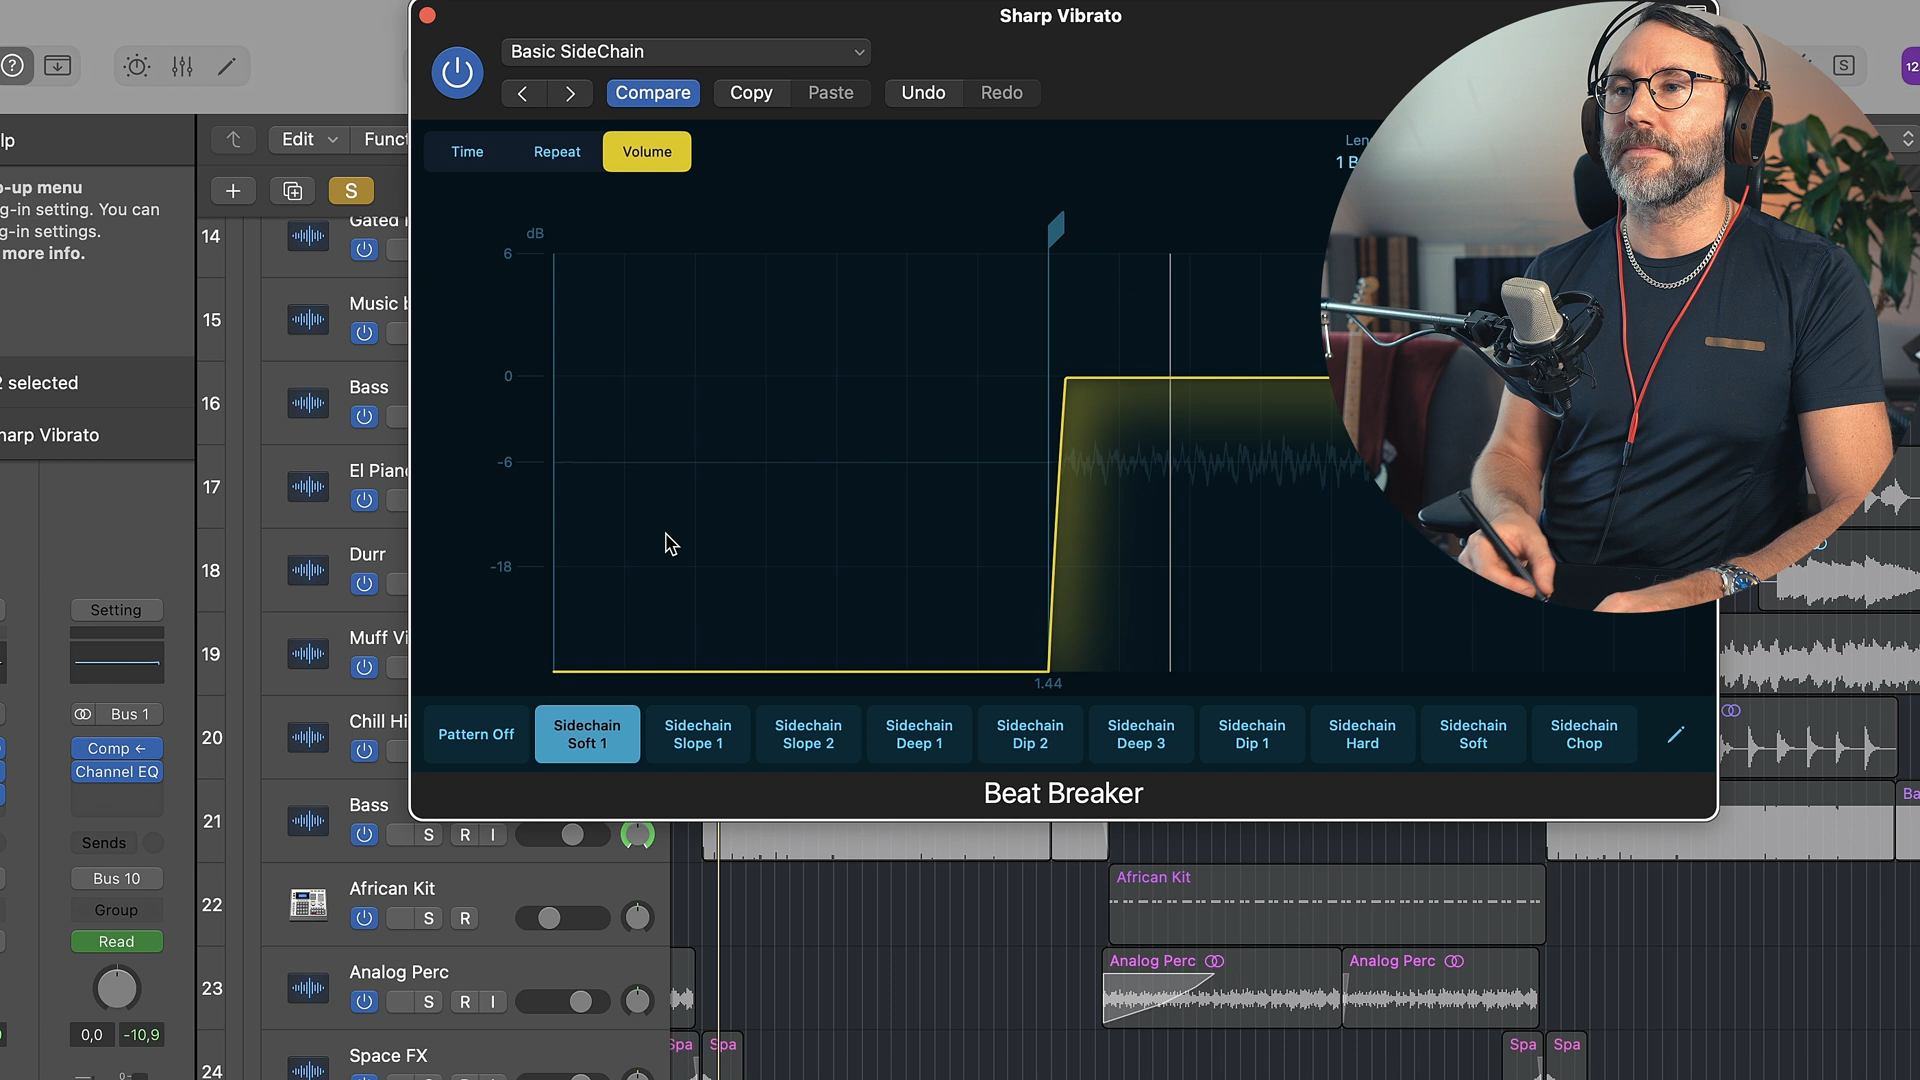 Sharp Vibrato
Basic SideChain
Compare
Copy
Paste
Undo
Redo
S
12
lp
Edit
Funct
Time
Repeat
Volume
Len
1 B
S
p-up menu
g-in setting. You can
g-in settings.
more info.
2 selected
harp Vibrato
14
Gated
15
Music b
16
Bass
17
El Piano
18
Durr
19
Muff Vi
20
Chill Hi
21
Bass
S
R
I
22
African Kit
S
R
23
Analog Perc
S
R
I
24
Space FX
dB
6
0
-6
-18
1.44
Pattern Off
Sidechain
Soft 1
Sidechain
Slope 1
Sidechain
Slope 2
Sidechain
Deep 1
Sidechain
Dip 2
Sidechain
Deep 3
Sidechain
Dip 1
Sidechain
Hard
Sidechain
Soft
Sidechain
Chop
Beat Breaker
Setting
Bus 1
Comp ←
Channel EQ
Sends
Bus 10
Group
Read
0,0
-10,9
0-
African Kit
Analog Perc
Analog Perc
Spa
Spa
Spa
Spa
Ba